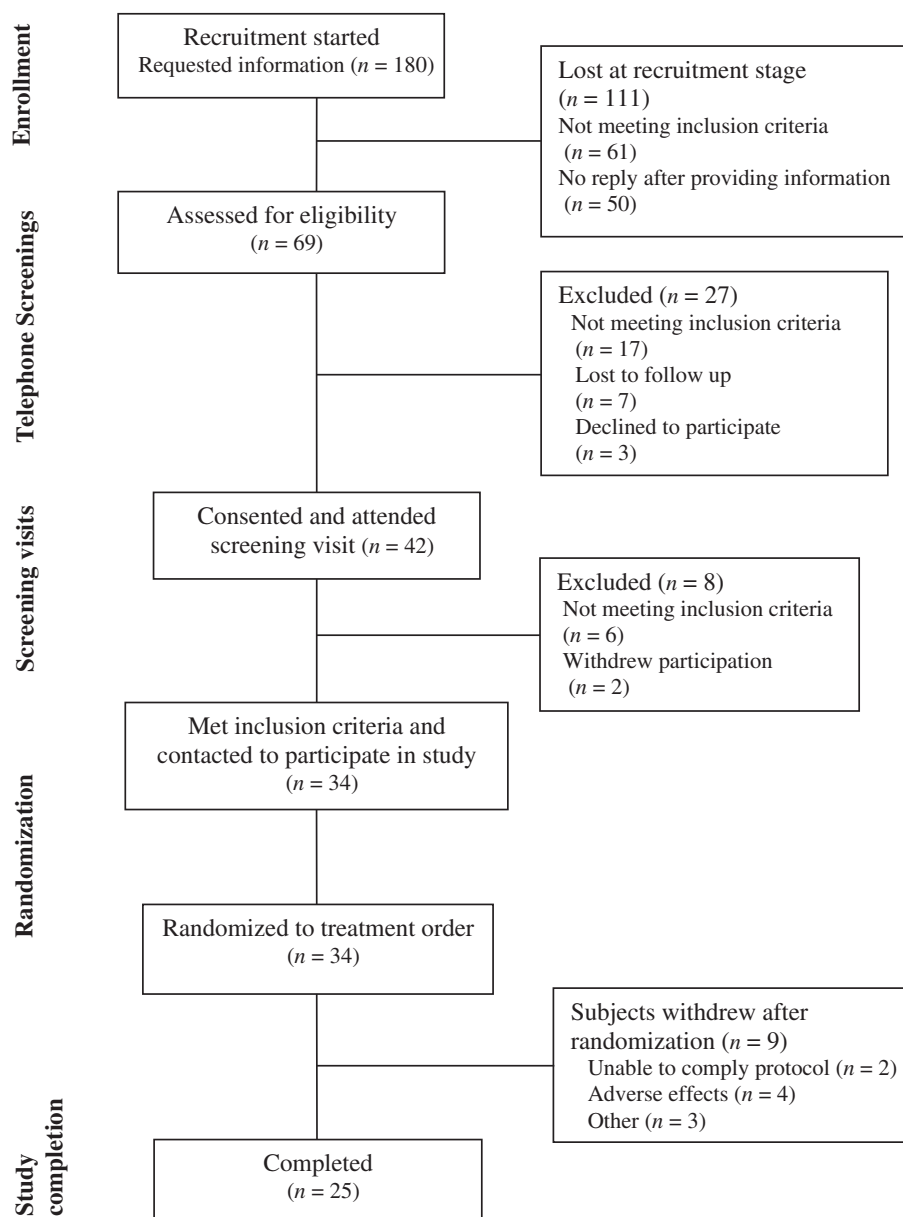 Enrollment
Recruitment started
Requested information (n = 180)
Lost at recruitment stage
(n = 111)
Not meeting inclusion criteria
(n = 61)
No reply after providing information
(n = 50)
Telephone Screenings
Assessed for eligibility
(n = 69)
Excluded (n = 27)
Not meeting inclusion criteria
(n = 17)
Lost to follow up
(n = 7)
Declined to participate
(n = 3)
Screening visits
Consented and attended
screening visit (n = 42)
Excluded (n = 8)
Not meeting inclusion criteria
(n = 6)
Withdrew participation
(n = 2)
Met inclusion criteria and
contacted to participate in study
(n = 34)
Randomization
Randomized to treatment order
(n = 34)
Subjects withdrew after
randomization (n = 9)
Unable to comply protocol (n = 2)
Adverse effects (n = 4)
Other (n = 3)
Study
completion
Completed
(n = 25)